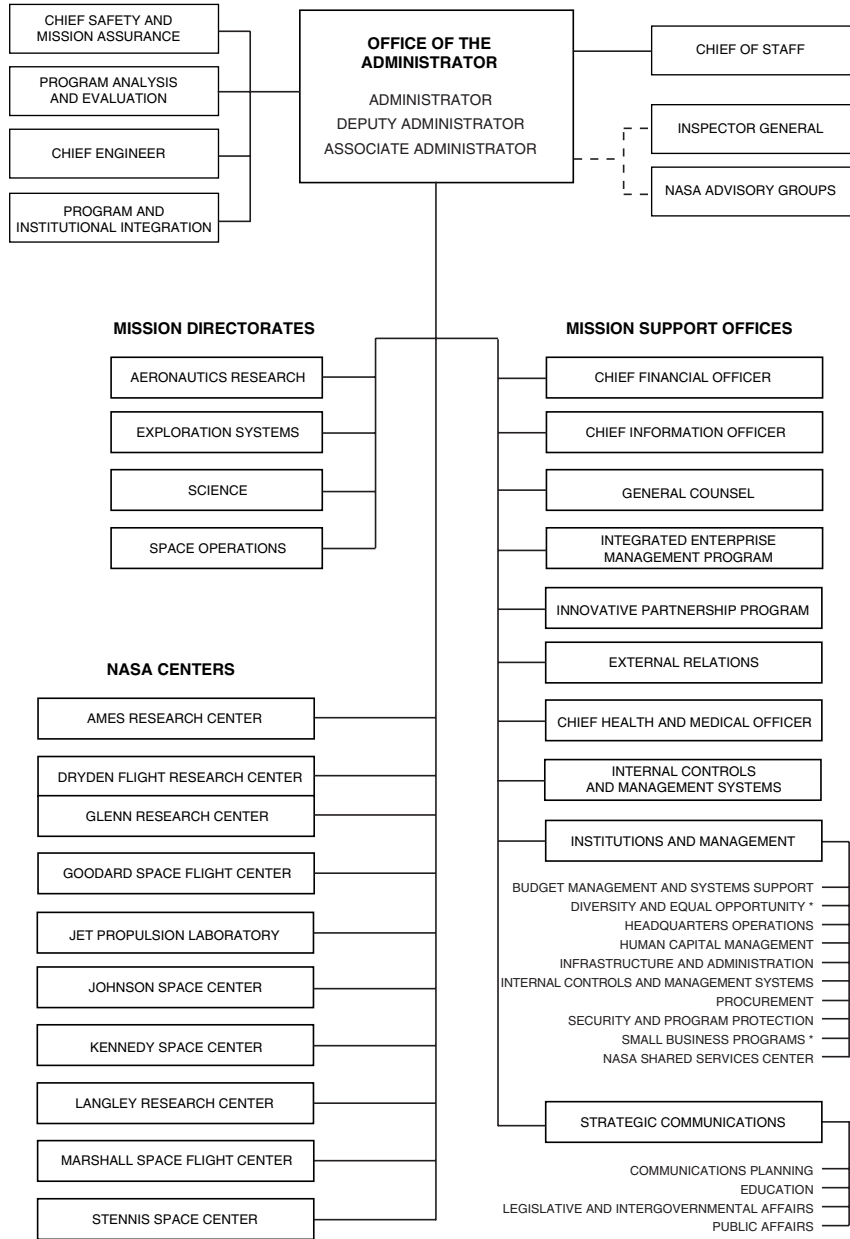 CHIEF SAFETY AND
MISSION ASSURANCE
PROGRAM ANALYSIS
AND EVALUATION
CHIEF ENGINEER
PROGRAM AND
INSTITUTIONAL INTEGRATION
OFFICE OF THE
ADMINISTRATOR
ADMINISTRATOR
DEPUTY ADMINISTRATOR
ASSOCIATE ADMINISTRATOR
CHIEF OF STAFF
INSPECTOR GENERAL
NASA ADVISORY GROUPS
MISSION DIRECTORATES
AERONAUTICS RESEARCH
EXPLORATION SYSTEMS
SCIENCE
SPACE OPERATIONS
NASA CENTERS
AMES RESEARCH CENTER
DRYDEN FLIGHT RESEARCH CENTER
GLENN RESEARCH CENTER
GOODARD SPACE FLIGHT CENTER
JET PROPULSION LABORATORY
JOHNSON SPACE CENTER
KENNEDY SPACE CENTER
LANGLEY RESEARCH CENTER
MARSHALL SPACE FLIGHT CENTER
STENNIS SPACE CENTER
MISSION SUPPORT OFFICES
CHIEF FINANCIAL OFFICER
CHIEF INFORMATION OFFICER
GENERAL COUNSEL
INTEGRATED ENTERPRISE
MANAGEMENT PROGRAM
INNOVATIVE PARTNERSHIP PROGRAM
EXTERNAL RELATIONS
CHIEF HEALTH AND MEDICAL OFFICER
INTERNAL CONTROLS
AND MANAGEMENT SYSTEMS
INSTITUTIONS AND MANAGEMENT
BUDGET MANAGEMENT AND SYSTEMS SUPPORT
DIVERSITY AND EQUAL OPPORTUNITY *
HEADQUARTERS OPERATIONS
HUMAN CAPITAL MANAGEMENT
INFRASTRUCTURE AND ADMINISTRATION
INTERNAL CONTROLS AND MANAGEMENT SYSTEMS
PROCUREMENT
SECURITY AND PROGRAM PROTECTION
SMALL BUSINESS PROGRAMS *
NASA SHARED SERVICES CENTER
STRATEGIC COMMUNICATIONS
COMMUNICATIONS PLANNING
EDUCATION
LEGISLATIVE AND INTERGOVERNMENTAL AFFAIRS
PUBLIC AFFAIRS